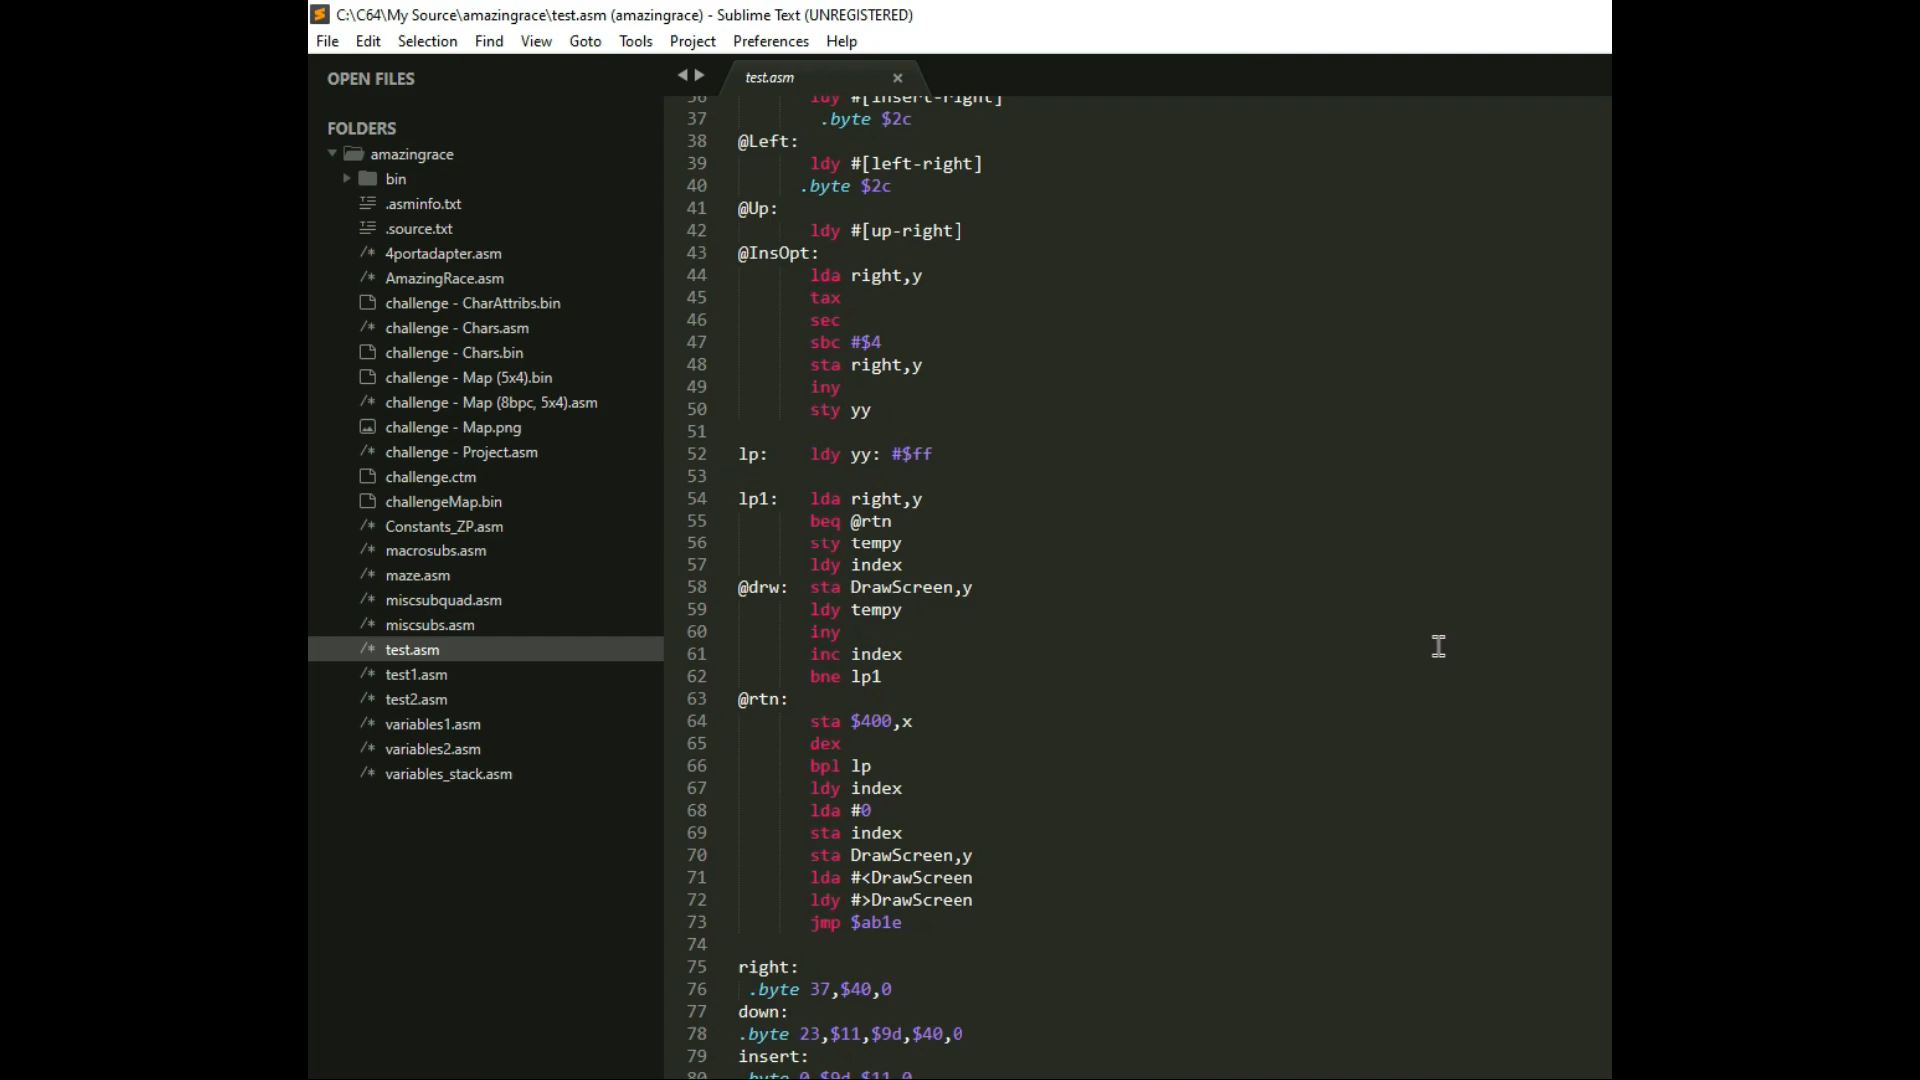 C:\C64\My Source\amazingrace\test.asm (amazingrace) - Sublime Text (UNREGISTERED)
File Edit Selection Find View Goto Tools Project Preferences Help
OPEN FILES
FOLDERS
amazingrace
bin
.asminfo.txt
.source.txt
4portadapter.asm
AmazingRace.asm
challenge - CharAttribs.bin
challenge - Chars.asm
challenge - Chars.bin
challenge - Map (5x4).bin
challenge - Map (8bpc, 5x4).asm
challenge - Map.png
challenge - Project.asm
challenge.ctm
challengeMap.bin
Constants_ZP.asm
macrosubs.asm
maze.asm
miscsubquad.asm
miscsubs.asm
test.asm
test1.asm
test2.asm
variables1.asm
variables2.asm
variables_stack.asm
test.asm
36 ldy #[insert-right]
37 .byte $2c
38 @Left:
39 ldy #[left-right]
40 .byte $2c
41 @Up:
42 ldy #[up-right]
43 @InsOpt:
44 lda right,y
45 tax
46 sec
47 sbc #$4
48 sta right,y
49 iny
50 sty yy
51
52 lp: ldy yy: #$ff
53
54 lp1: lda right,y
55 beq @rtn
56 sty tempy
57 ldy index
58 @drw: sta DrawScreen,y
59 ldy tempy
60 iny
61 inc index
62 bne lp1
63 @rtn:
64 sta $400,x
65 dex
66 bpl lp
67 ldy index
68 lda #0
69 sta index
70 sta DrawScreen,y
71 lda #<DrawScreen
72 ldy #>DrawScreen
73 jmp $ab1e
74
75 right:
76 .byte 37,$40,0
77 down:
78 .byte 23,$11,$9d,$40,0
79 insert:
80 .byte 0,$9d,$11,0